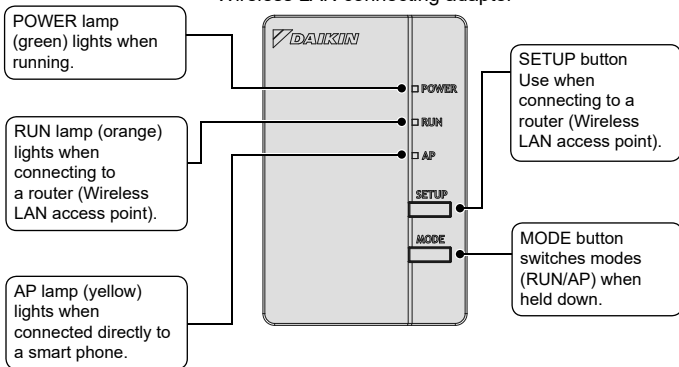 Wireless LAN connecting adapter
POWER lamp
(green) lights when
running.
RUN lamp (orange)
lights when
connecting to
a router (Wireless
LAN access point).
AP lamp (yellow)
lights when
connected directly to
a smart phone.
DAIKIN
POWER
RUN
AP
SETUP
MODE
SETUP button
Use when
connecting to a
router (Wireless
LAN access point).
MODE button
switches modes
(RUN/AP) when
held down.